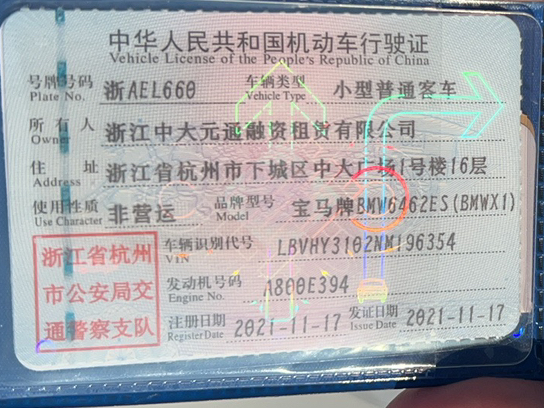 中华人民共和国机动车行驶证
Vehicle License of the People's Republic of China
号牌号码 Plate No. 浙AEL660 车辆类型 Vehicle Type 小型普通客车
所有人 Owner 浙江中大元通融资租赁有限公司
住址 Address 浙江省杭州市下城区中大广场1号楼16层
使用性质 Use Character 非营运 品牌型号 Model 宝马牌BMW6462ES(BMWX1)
浙江省杭州
市公安局交
通警察支队
车辆识别代号 VIN LBVHY3102NM196354
发动机号码 Engine No. A800E394
注册日期 Register Date 2021-11-17 发证日期 Issue Date 2021-11-17